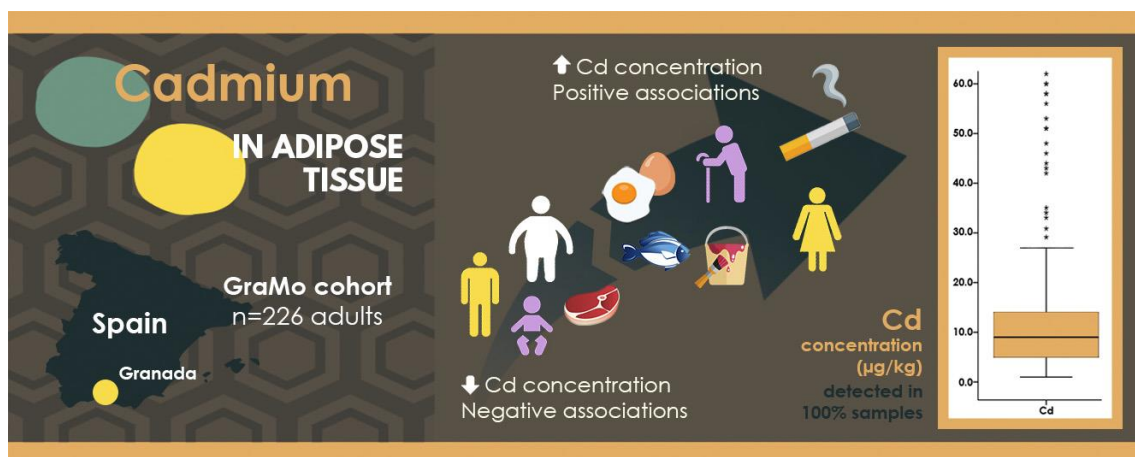 Cadmium
IN ADIPOSE
TISSUE
GraMo cohort
n=226 adults
Spain
Granada
⬆ Cd concentration
Positive associations
⬇ Cd concentration
Negative associations
Cd
concentration
(µg/kg)
detected in
100% samples
60.0
50.0
40.0
30.0
20.0
10.0
0.0
Cd